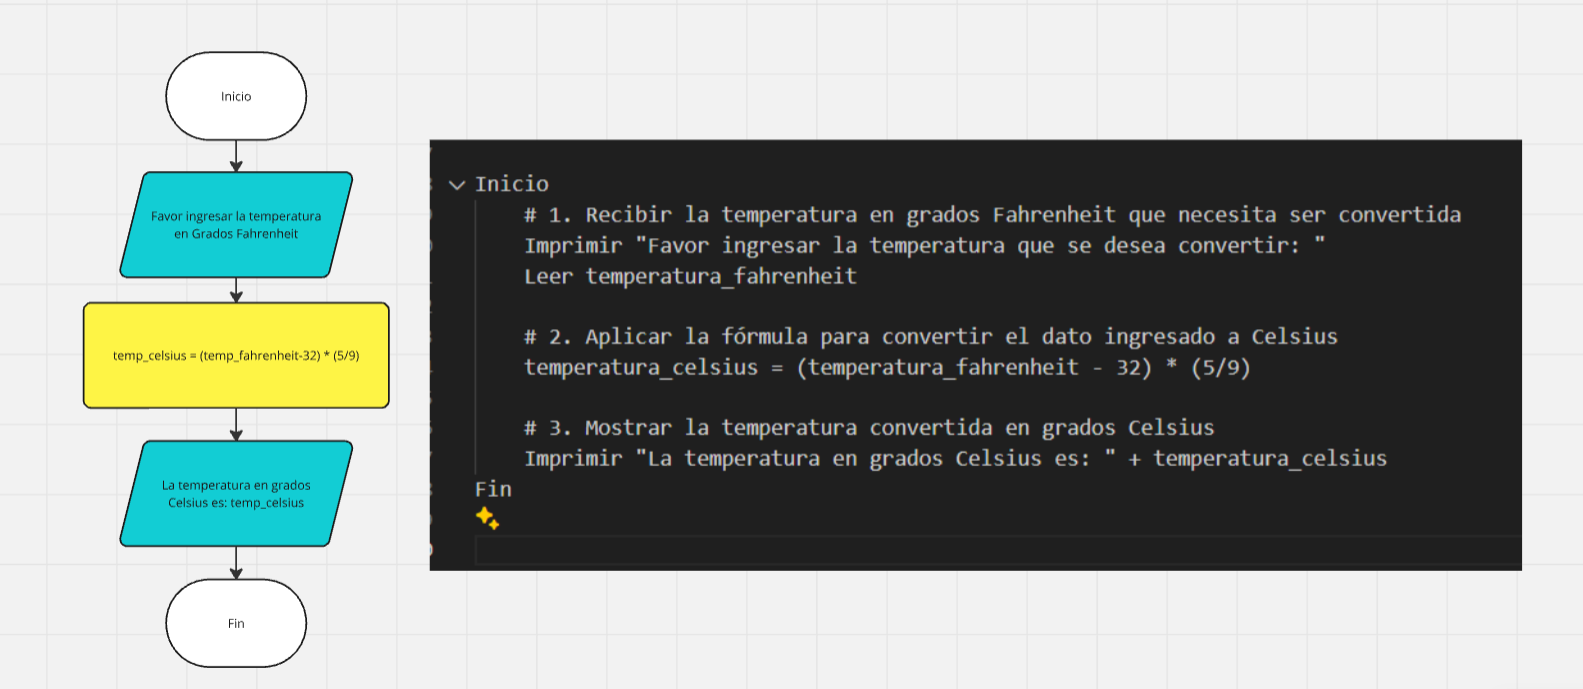 Inicio
Favor ingresar la temperatura
en Grados Fahrenheit
temp_celsius = (temp_fahrenheit-32) * (5/9)
La temperatura en grados
Celsius es: temp_celsius
Fin
Inicio
# 1. Recibir la temperatura en grados Fahrenheit que necesita ser convertida
Imprimir "Favor ingresar la temperatura que se desea convertir: "
Leer temperatura_fahrenheit
# 2. Aplicar la fórmula para convertir el dato ingresado a Celsius
temperatura_celsius = (temperatura_fahrenheit - 32) * (5/9)
# 3. Mostrar la temperatura convertida en grados Celsius
Imprimir "La temperatura en grados Celsius es: " + temperatura_celsius
Fin